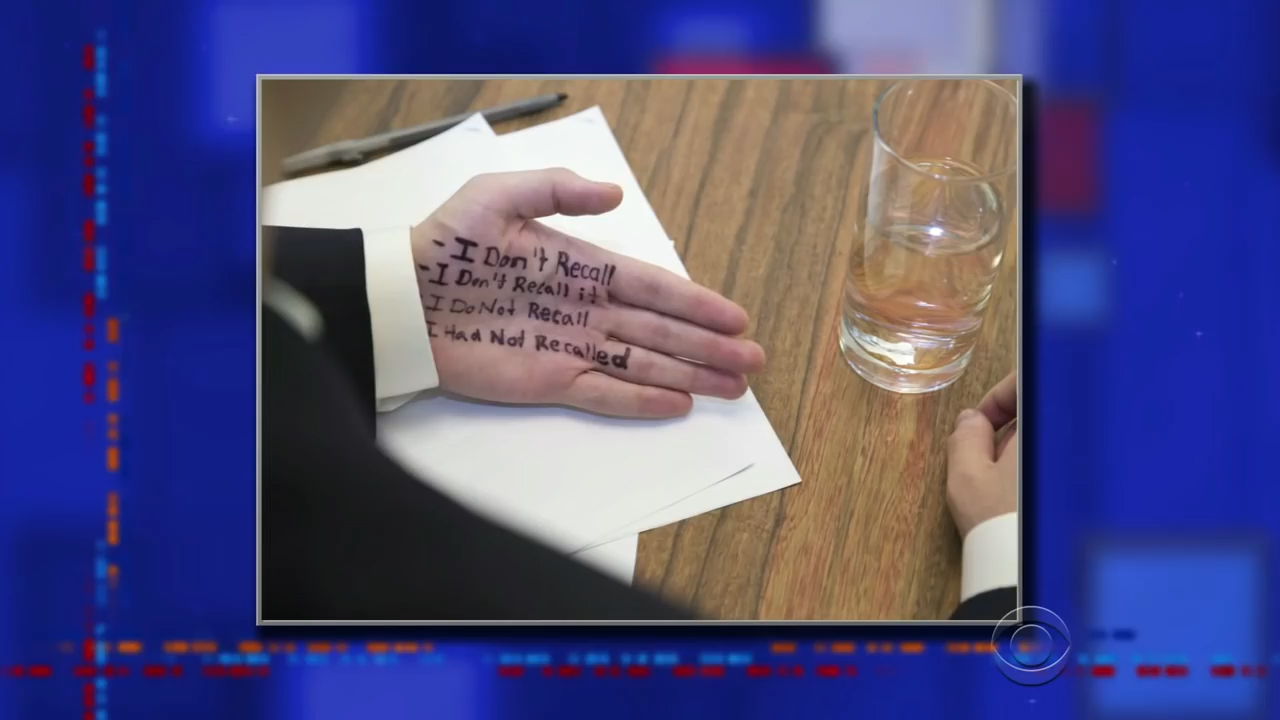 - I Don't Recall
- I Don't Recall it
- I Do Not Recall
I Had Not Recalled